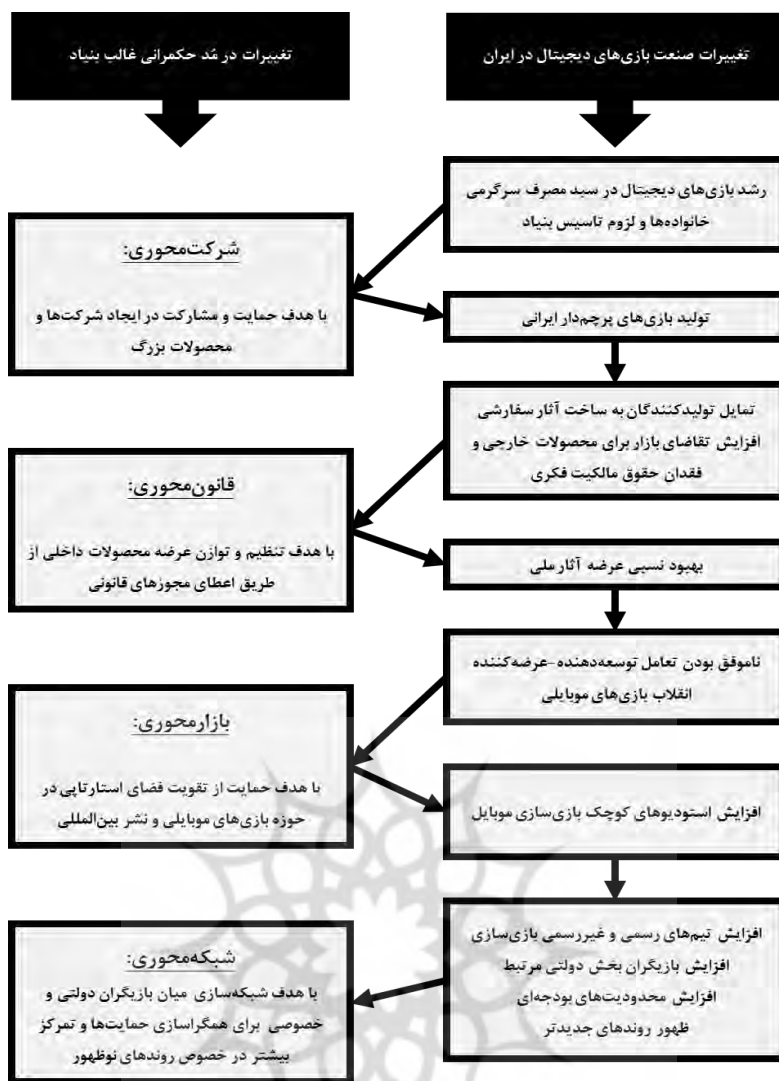 تغییرات صنعت بازی‌های دیجیتال در ایران
تغییرات در مُد حکمرانی غالب بنیاد
رشد بازی‌های دیجیتال در سبد مصرف سرگرمی
خانواده‌ها و لزوم تاسیس بنیاد
شرکت‌محوری:
با هدف حمایت و مشارکت در ایجاد شرکت‌ها و
محصولات بزرگ
تولید بازی‌های پرچم‌دار ایرانی
تمایل تولیدکنندگان به ساخت آثار سفارشی
افزایش تقاضای بازار برای محصولات خارجی و
فقدان حقوق مالکیت فکری
قانون‌محوری:
با هدف تنظیم و توازن عرضه محصولات داخلی از
طریق اعطای مجوزهای قانونی
بهبود نسبی عرضه آثار ملی
ناموفق بودن تعامل توسعه‌دهنده-عرضه‌کننده
انقلاب بازی‌های موبایلی
بازارمحوری:
با هدف حمایت از تقویت فضای استارتاپی در
حوزه بازی‌های موبایلی و نشر بین‌المللی
افزایش استودیوهای کوچک بازی‌سازی موبایل
افزایش تیم‌های رسمی و غیررسمی بازی‌سازی
افزایش بازیگران بخش دولتی مرتبط
افزایش محدودیت‌های بودجه‌ای
ظهور روندهای جدیدتر
شبکه‌محوری:
با هدف شبکه‌سازی میان بازیگران دولتی و
خصوصی برای همگراسازی حمایت‌ها و تمرکز
بیشتر در خصوص روندهای نوظهور